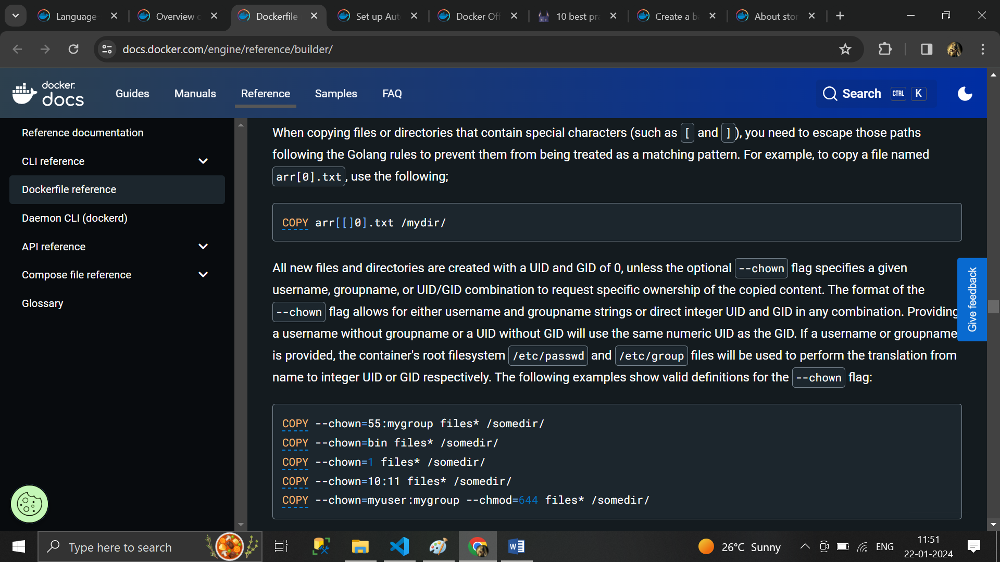 Language-
Overview c
Dockerfile
Set up Aut
Docker Off
10 best pra
Create a ba
About stor
docs.docker.com/engine/reference/builder/
docker
docs
Guides
Manuals
Reference
Samples
FAQ
Search
CTRL
K
Reference documentation
CLI reference
Dockerfile reference
Daemon CLI (dockerd)
API reference
Compose file reference
Glossary
When copying files or directories that contain special characters (such as [ and ]), you need to escape those paths
following the Golang rules to prevent them from being treated as a matching pattern. For example, to copy a file named
arr[0].txt, use the following;
COPY arr[[]0].txt /mydir/
All new files and directories are created with a UID and GID of 0, unless the optional --chown flag specifies a given
username, groupname, or UID/GID combination to request specific ownership of the copied content. The format of the
--chown flag allows for either username and groupname strings or direct integer UID and GID in any combination. Providing
a username without groupname or a UID without GID will use the same numeric UID as the GID. If a username or groupname
is provided, the container's root filesystem /etc/passwd and /etc/group files will be used to perform the translation from
name to integer UID or GID respectively. The following examples show valid definitions for the --chown flag:
COPY --chown=55:mygroup files* /somedir/
COPY --chown=bin files* /somedir/
COPY --chown=1 files* /somedir/
COPY --chown=10:11 files* /somedir/
COPY --chown=myuser:mygroup --chmod=644 files* /somedir/
Give feedback
Type here to search
26°C Sunny
ENG
11:51
22-01-2024